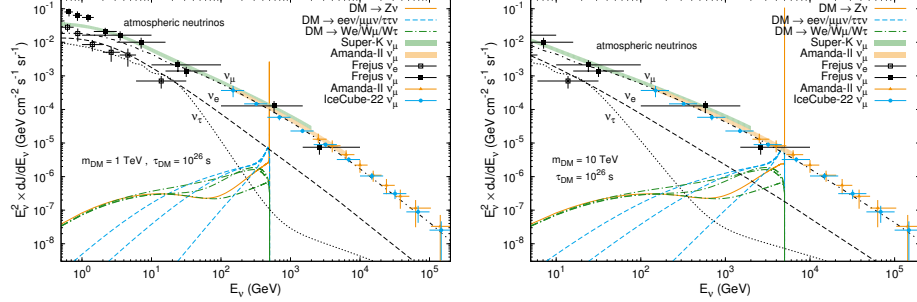 atmospheric neutrinos
DM → Zν
DM → eeν/μμν/ττν
DM → We/Wμ/Wτ
Super-K ν_μ
Amanda-II ν_μ
Frejus ν_e
Frejus ν_μ
Amanda-II ν_μ
IceCube-22 ν_μ
ν_μ
ν_e
ν_τ
m_DM = 1 TeV , τ_DM = 10^26 s
E_ν^2 × dJ/dE_ν (GeV cm^-2 s^-1 sr^-1)
10^-1
10^-2
10^-3
10^-4
10^-5
10^-6
10^-7
10^-8
10^0 10^1 10^2 10^3 10^4 10^5
E_ν (GeV)
atmospheric neutrinos
DM → Zν
DM → eeν/μμν/ττν
DM → We/Wμ/Wτ
Super-K ν_μ
Amanda-II ν_μ
Frejus ν_e
Frejus ν_μ
Amanda-II ν_μ
IceCube-22 ν_μ
ν_μ
ν_e
ν_τ
m_DM = 10 TeV
τ_DM = 10^26 s
E_ν^2 × dJ/dE_ν (GeV cm^-2 s^-1 sr^-1)
10^-1
10^-2
10^-3
10^-4
10^-5
10^-6
10^-7
10^-8
10^1 10^2 10^3 10^4 10^5
E_ν (GeV)